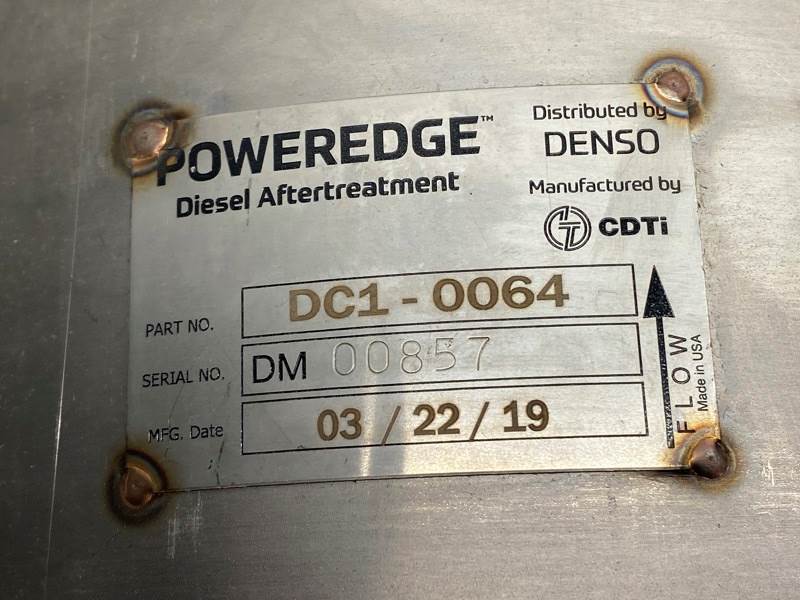 POWEREDGE™
Diesel Aftertreatment
Distributed by
DENSO
Manufactured by
CDTi
PART NO. DC1 - 0064
SERIAL NO. DM 00857
MFG. Date 03 / 22 / 19
FLOW
Made in USA